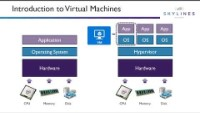 Introduction to Virtual Machines
SKYLINES
App App App
Application
OS OS OS
Operating System
Hypervisor
Hardware
Hardware
CPU Memory Disk
CPU Memory Disk